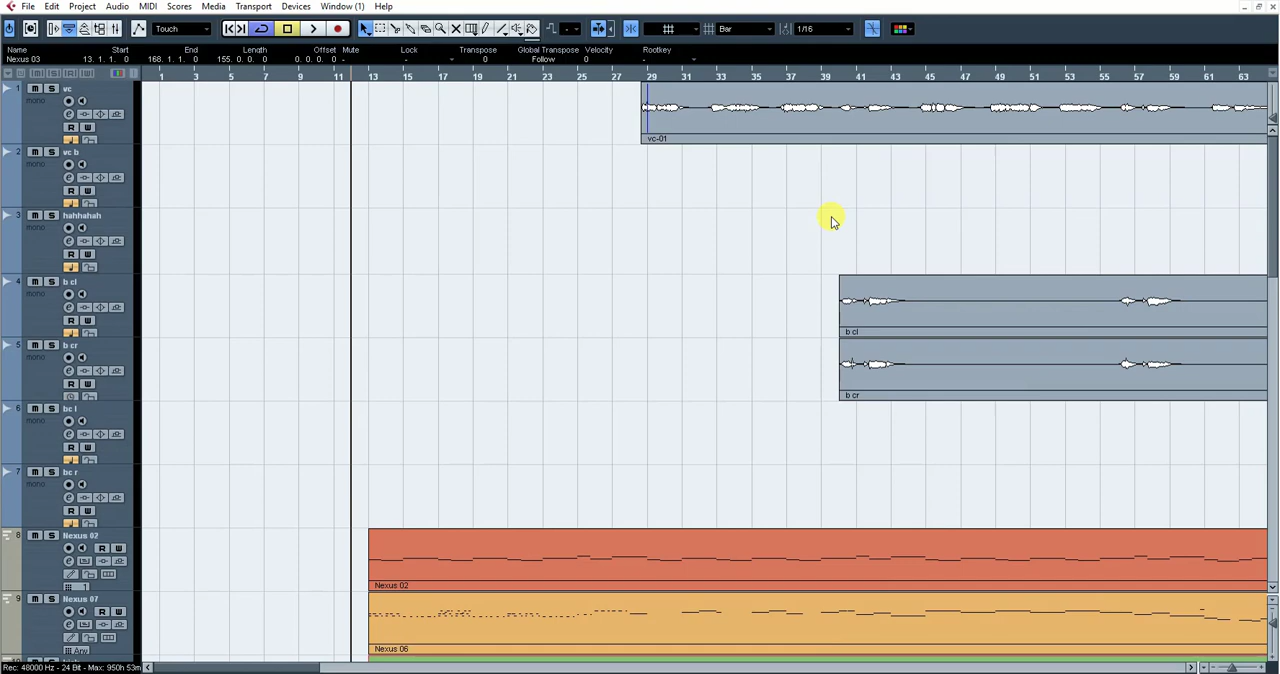 File Edit Project Audio MIDI Scores Media Transport Devices Window (1) Help
Touch Bar 1/16
Name Start End Length Offset Mute Lock Transpose Global Transpose Velocity Rootkey
Nexus 03 13. 1. 1. 0 168. 1. 1. 0 155. 0. 0. 0 0. 0. 0. 0 - - 0 Follow 0 -
1 3 5 7 9 11 13 15 17 19 21 23 25 27 29 31 33 35 37 39 41 43 45 47 49 51 53 55 57 59 61 63
1 m S vc
mono
R W
vc-01
2 m S vc b
mono
R W
3 m S hahhahah
mono
R W
4 m S b cl
mono
R W
b cl
5 m S b cr
mono
R W
b cr
6 m S bc l
mono
R W
7 m S bc r
mono
R W
8 m S Nexus 02
R W
1
Nexus 02
9 m S Nexus 07
R W
Any
Nexus 06
Rec: 48000 Hz - 24 Bit - Max: 950h 53m